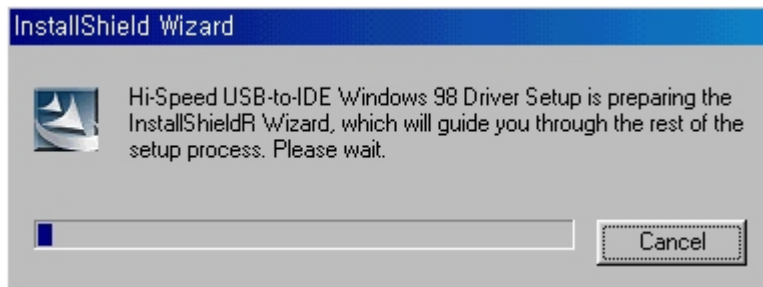 InstallShield Wizard
Hi-Speed USB-to-IDE Windows 98 Driver Setup is preparing the
InstallShieldR Wizard, which will guide you through the rest of the
setup process. Please wait.
Cancel